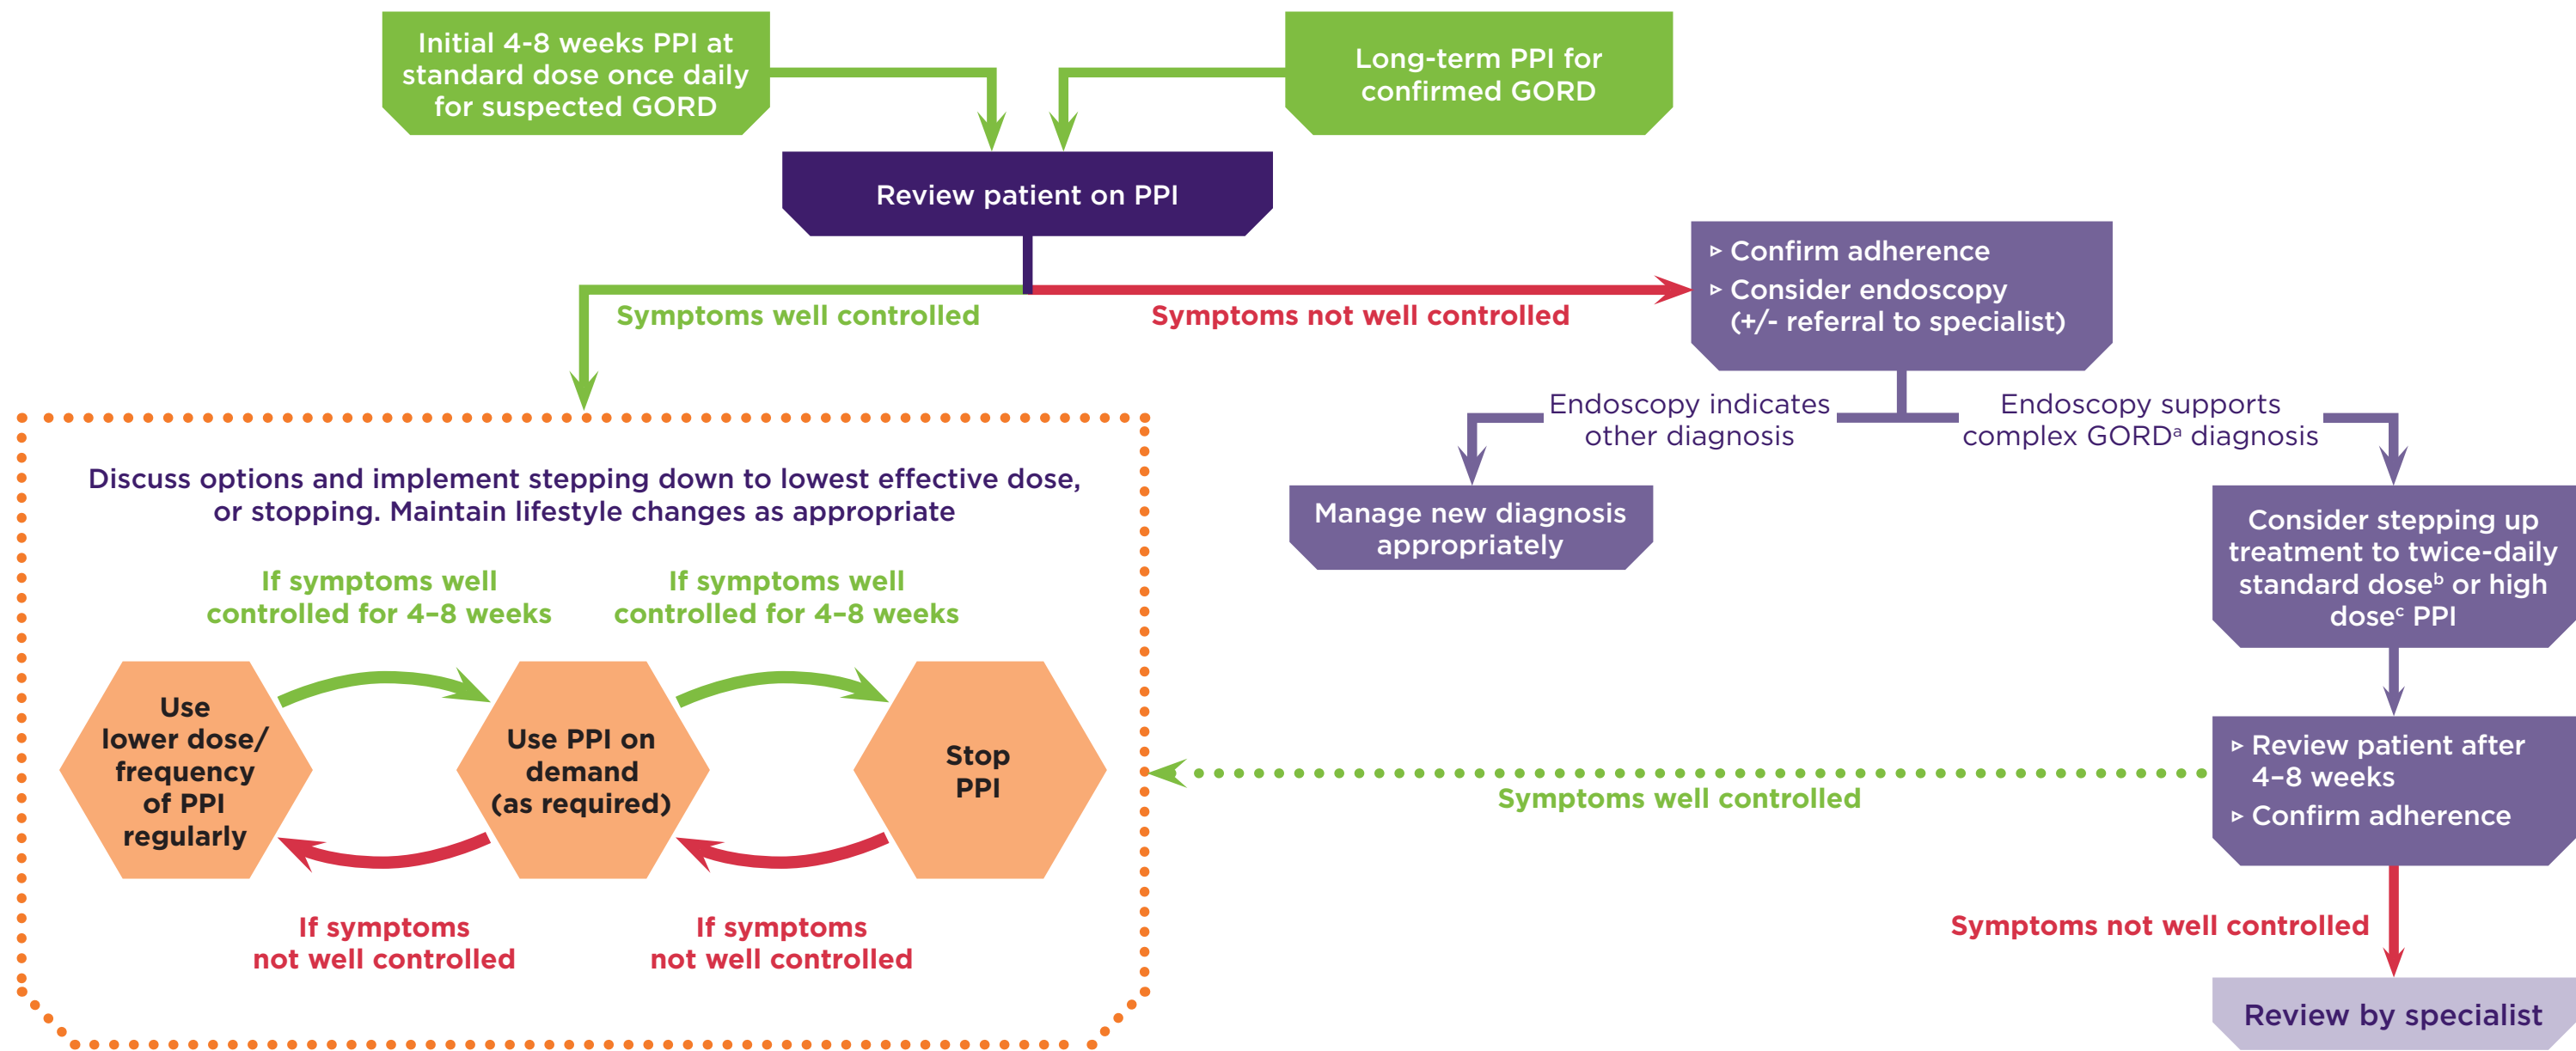 Initial 4-8 weeks PPI at
standard dose once daily
for suspected GORD
Long-term PPI for
confirmed GORD
Review patient on PPI
▹ Confirm adherence
▹ Consider endoscopy
(+/- referral to specialist)
Symptoms well controlled
Symptoms not well controlled
Endoscopy indicates
other diagnosis
Endoscopy supports
complex GORDᵃ diagnosis
Discuss options and implement stepping down to lowest effective dose,
or stopping. Maintain lifestyle changes as appropriate
Manage new diagnosis
appropriately
Consider stepping up
treatment to twice-daily
standard doseᵇ or high
doseᶜ PPI
If symptoms well
controlled for 4–8 weeks
If symptoms well
controlled for 4–8 weeks
Use
lower dose/
frequency
of PPI
regularly
Use PPI on
demand
(as required)
Stop
PPI
▹ Review patient after
4–8 weeks
▹ Confirm adherence
Symptoms well controlled
If symptoms
not well controlled
If symptoms
not well controlled
Symptoms not well controlled
Review by specialist